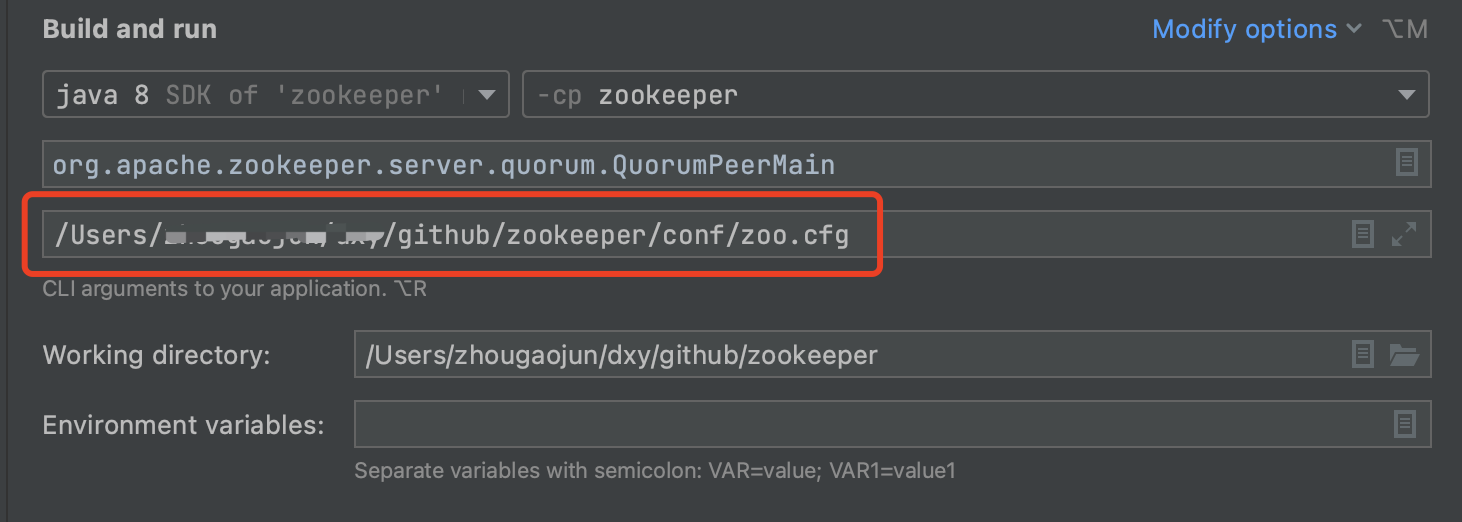 Build and run
Modify options ⌥M
java 8 SDK of 'zookeeper'
-cp zookeeper
org.apache.zookeeper.server.quorum.QuorumPeerMain
/Users/ /github/zookeeper/conf/zoo.cfg
CLI arguments to your application. ⌥R
Working directory:
/Users/zhougaojun/dxy/github/zookeeper
Environment variables:
Separate variables with semicolon: VAR=value; VAR1=value1